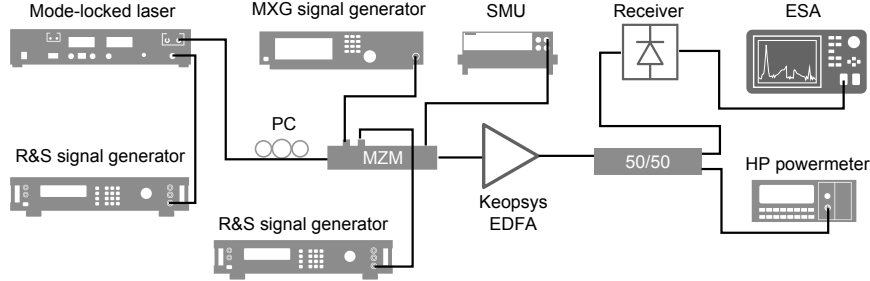 Mode-locked laser
MXG signal generator
SMU
Receiver
ESA
PC
R&S signal generator
MZM
50/50
HP powermeter
Keopsys
EDFA
R&S signal generator